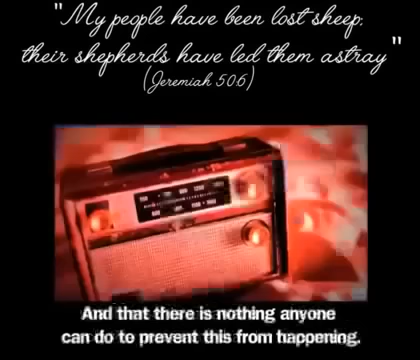 "My people have been lost sheep:
their shepherds have led them astray"
(Jeremiah 50:6)
And that there is nothing anyone
can do to prevent this from happening.